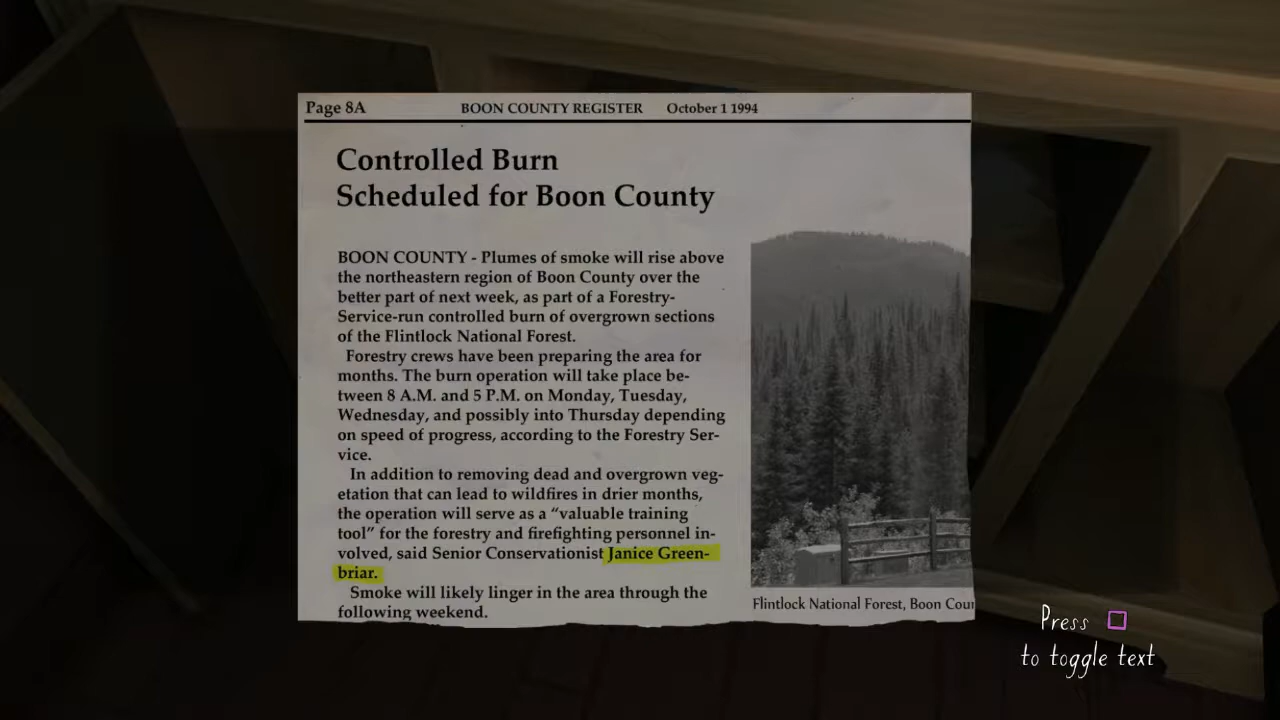 Page 8A BOON COUNTY REGISTER October 1 1994
Controlled Burn
Scheduled for Boon County
BOON COUNTY - Plumes of smoke will rise above
the northeastern region of Boon County over the
better part of next week, as part of a Forestry-
Service-run controlled burn of overgrown sections
of the Flintlock National Forest.
Forestry crews have been preparing the area for
months. The burn operation will take place be-
tween 8 A.M. and 5 P.M. on Monday, Tuesday,
Wednesday, and possibly into Thursday depending
on speed of progress, according to the Forestry Ser-
vice.
In addition to removing dead and overgrown veg-
etation that can lead to wildfires in drier months,
the operation will serve as a “valuable training
tool” for the forestry and firefighting personnel in-
volved, said Senior Conservationist Janice Green-
briar.
Smoke will likely linger in the area through the
following weekend.
Flintlock National Forest, Boon Cou
Press
to toggle text